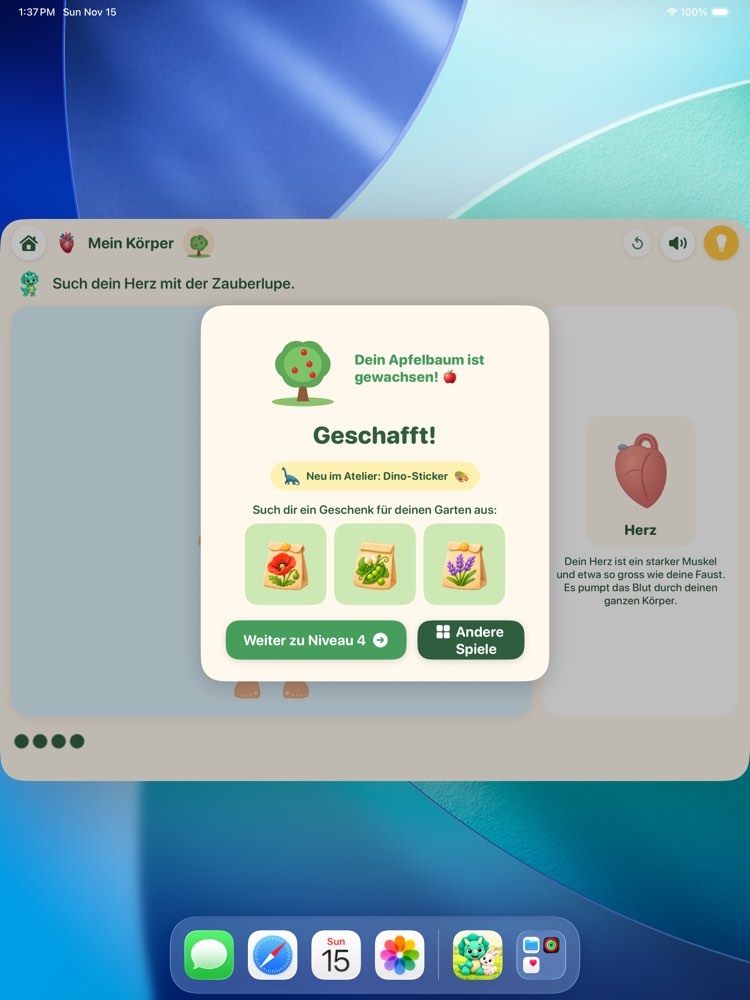 1:37 PM Sun Nov 15
100%
Mein Körper
Such dein Herz mit der Zauberlupe.
Dein Apfelbaum ist
gewachsen!
Geschafft!
Neu im Atelier: Dino-Sticker
Such dir ein Geschenk für deinen Garten aus:
Weiter zu Niveau 4
Andere
Spiele
Herz
Dein Herz ist ein starker Muskel
und etwa so gross wie deine Faust.
Es pumpt das Blut durch deinen
ganzen Körper.
Sun
15